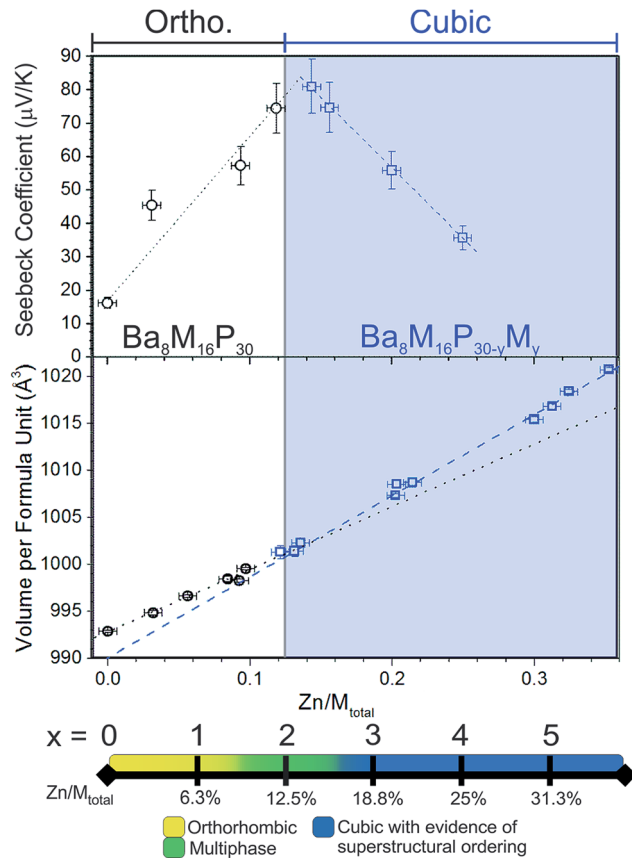 Ortho. Cubic
90
80
70
60
50
40
30
20
10
0
Seebeck Coefficient (μV/K)
Ba₈M₁₆P₃₀ Ba₈M₁₆P₃₀₋yMy
1020
1015
1010
1005
1000
995
990
Volume per Formula Unit (Å³)
0.0 0.1 0.2 0.3
Zn/Mtotal
x = 0 1 2 3 4 5
Zn/Mtotal 6.3% 12.5% 18.8% 25% 31.3%
Orthorhombic
Multiphase
Cubic with evidence of
superstructural ordering